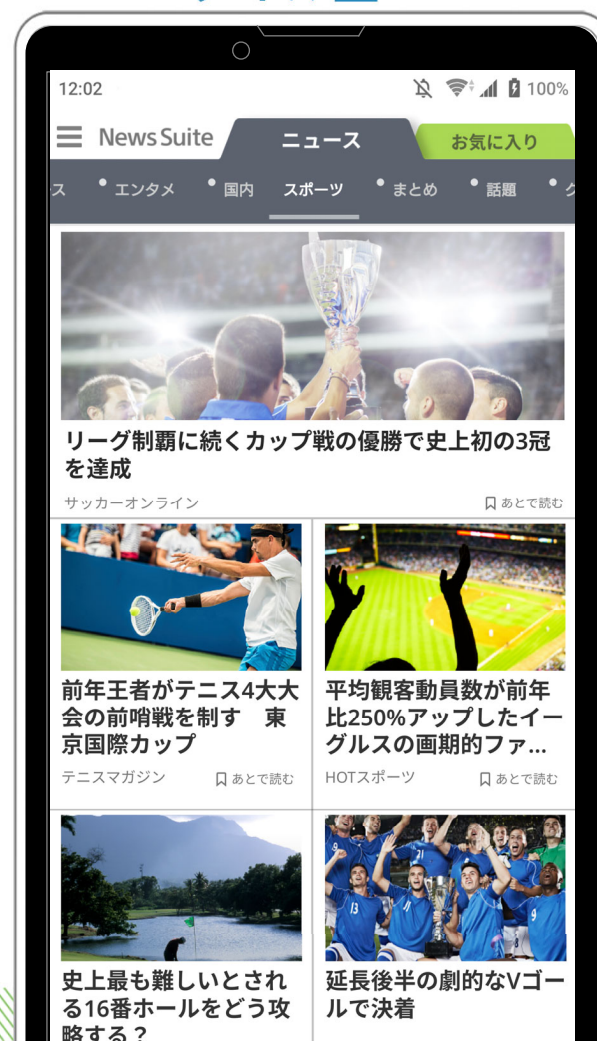 12:02
100%
News Suite
ニュース
お気に入り
ス
エンタメ
国内
スポーツ
まとめ
話題
リーグ制覇に続くカップ戦の優勝で史上初の3冠
を達成
サッカーオンライン
あとで読む
前年王者がテニス4大大
会の前哨戦を制す 東
京国際カップ
テニスマガジン
あとで読む
平均観客動員数が前年
比250%アップしたイー
グルスの画期的ファ...
HOTスポーツ
あとで読む
史上最も難しいとされ
る16番ホールをどう攻
略する？
延長後半の劇的なVゴー
ルで決着